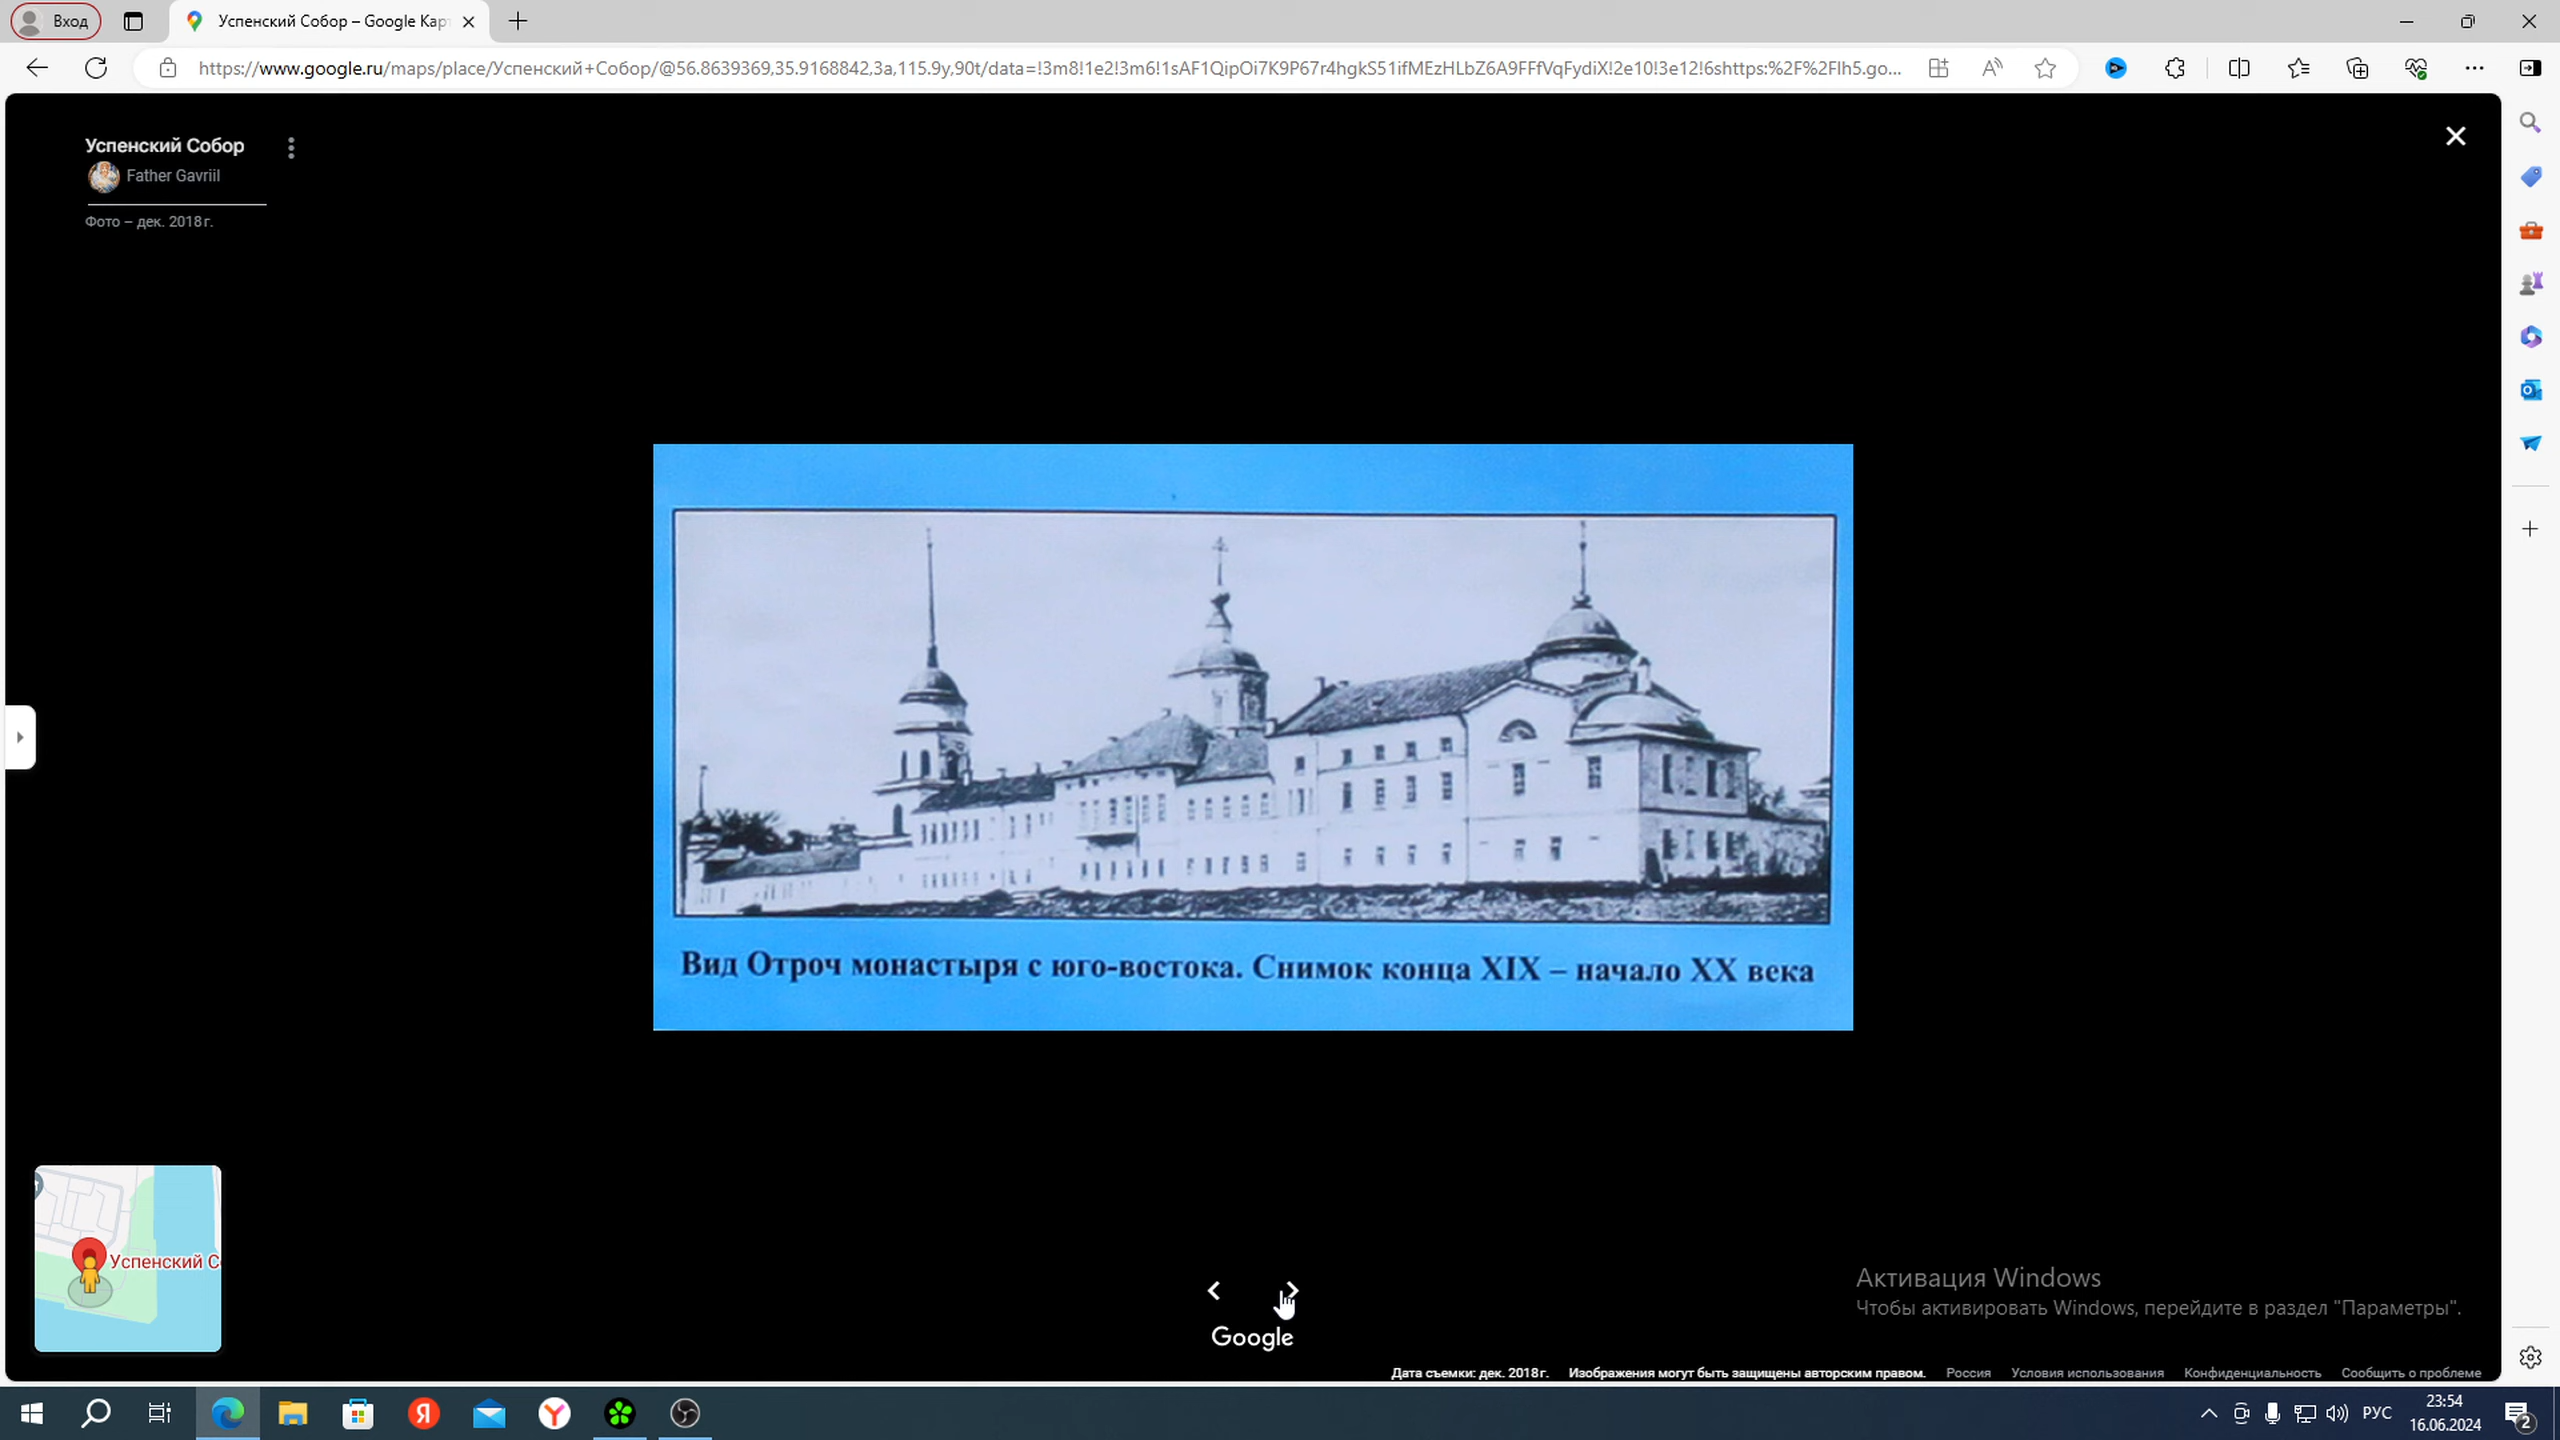 Вход
Успенский Собор – Google Кар
https://www.google.ru/maps/place/Успенский+Собор/@56.8639369,35.9168842,3a,115.9y,90t/data=!3m8!1e2!3m6!1sAF1QipOi7K9P67r4hgkS51ifMEzHLbZ6A9FFfVqFydiX!2e10!3e12!6shttps:%2F%2Flh5.go...
Успенский Собор
Father Gavriil
Фото – дек. 2018 г.
Вид Отроч монастыря с юго-востока. Снимок конца XIX – начало XX века
Успенский С
Google
Активация Windows
Чтобы активировать Windows, перейдите в раздел "Параметры".
Дата съемки: дек. 2018 г. Изображения могут быть защищены авторским правом. Россия Условия использования Конфиденциальность Сообщить о проблеме
РУС
23:54
16.06.2024
2